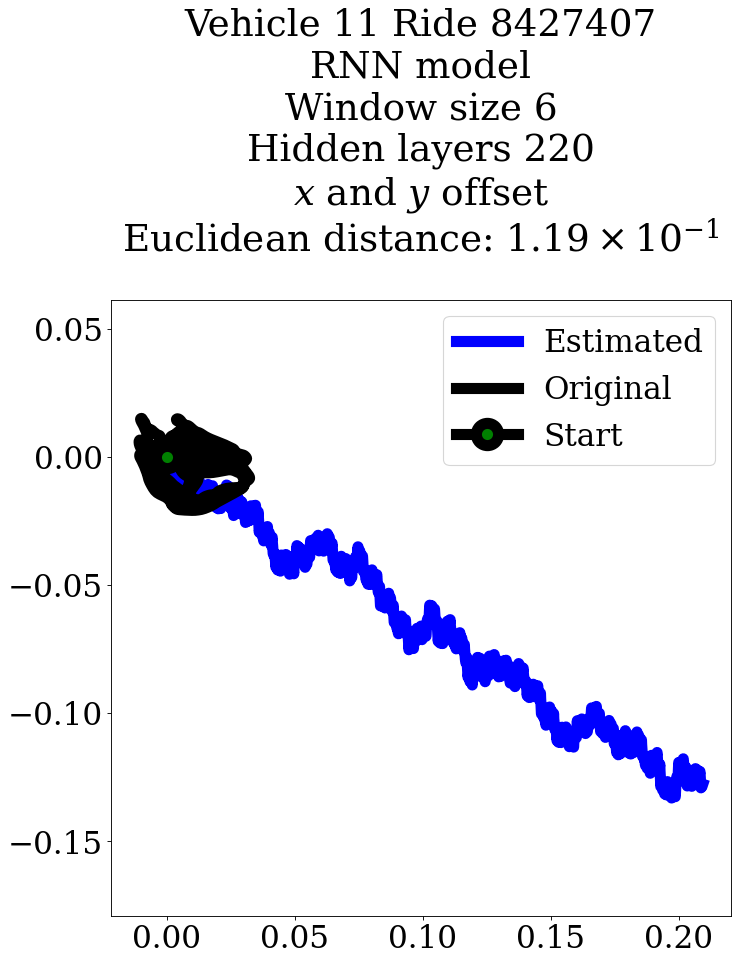 Vehicle 11 Ride 8427407
RNN model
Window size 6
Hidden layers 220
x and y offset
Euclidean distance: 1.19 × 10⁻¹
Estimated
Original
Start
0.05
0.00
−0.05
−0.10
−0.15
0.00 0.05 0.10 0.15 0.20